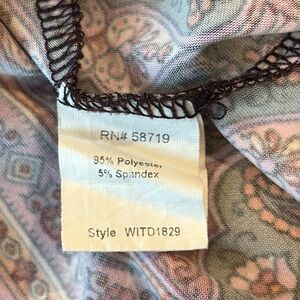 RN# 58719
95% Polyester
5% Spandex
Style WITD1829